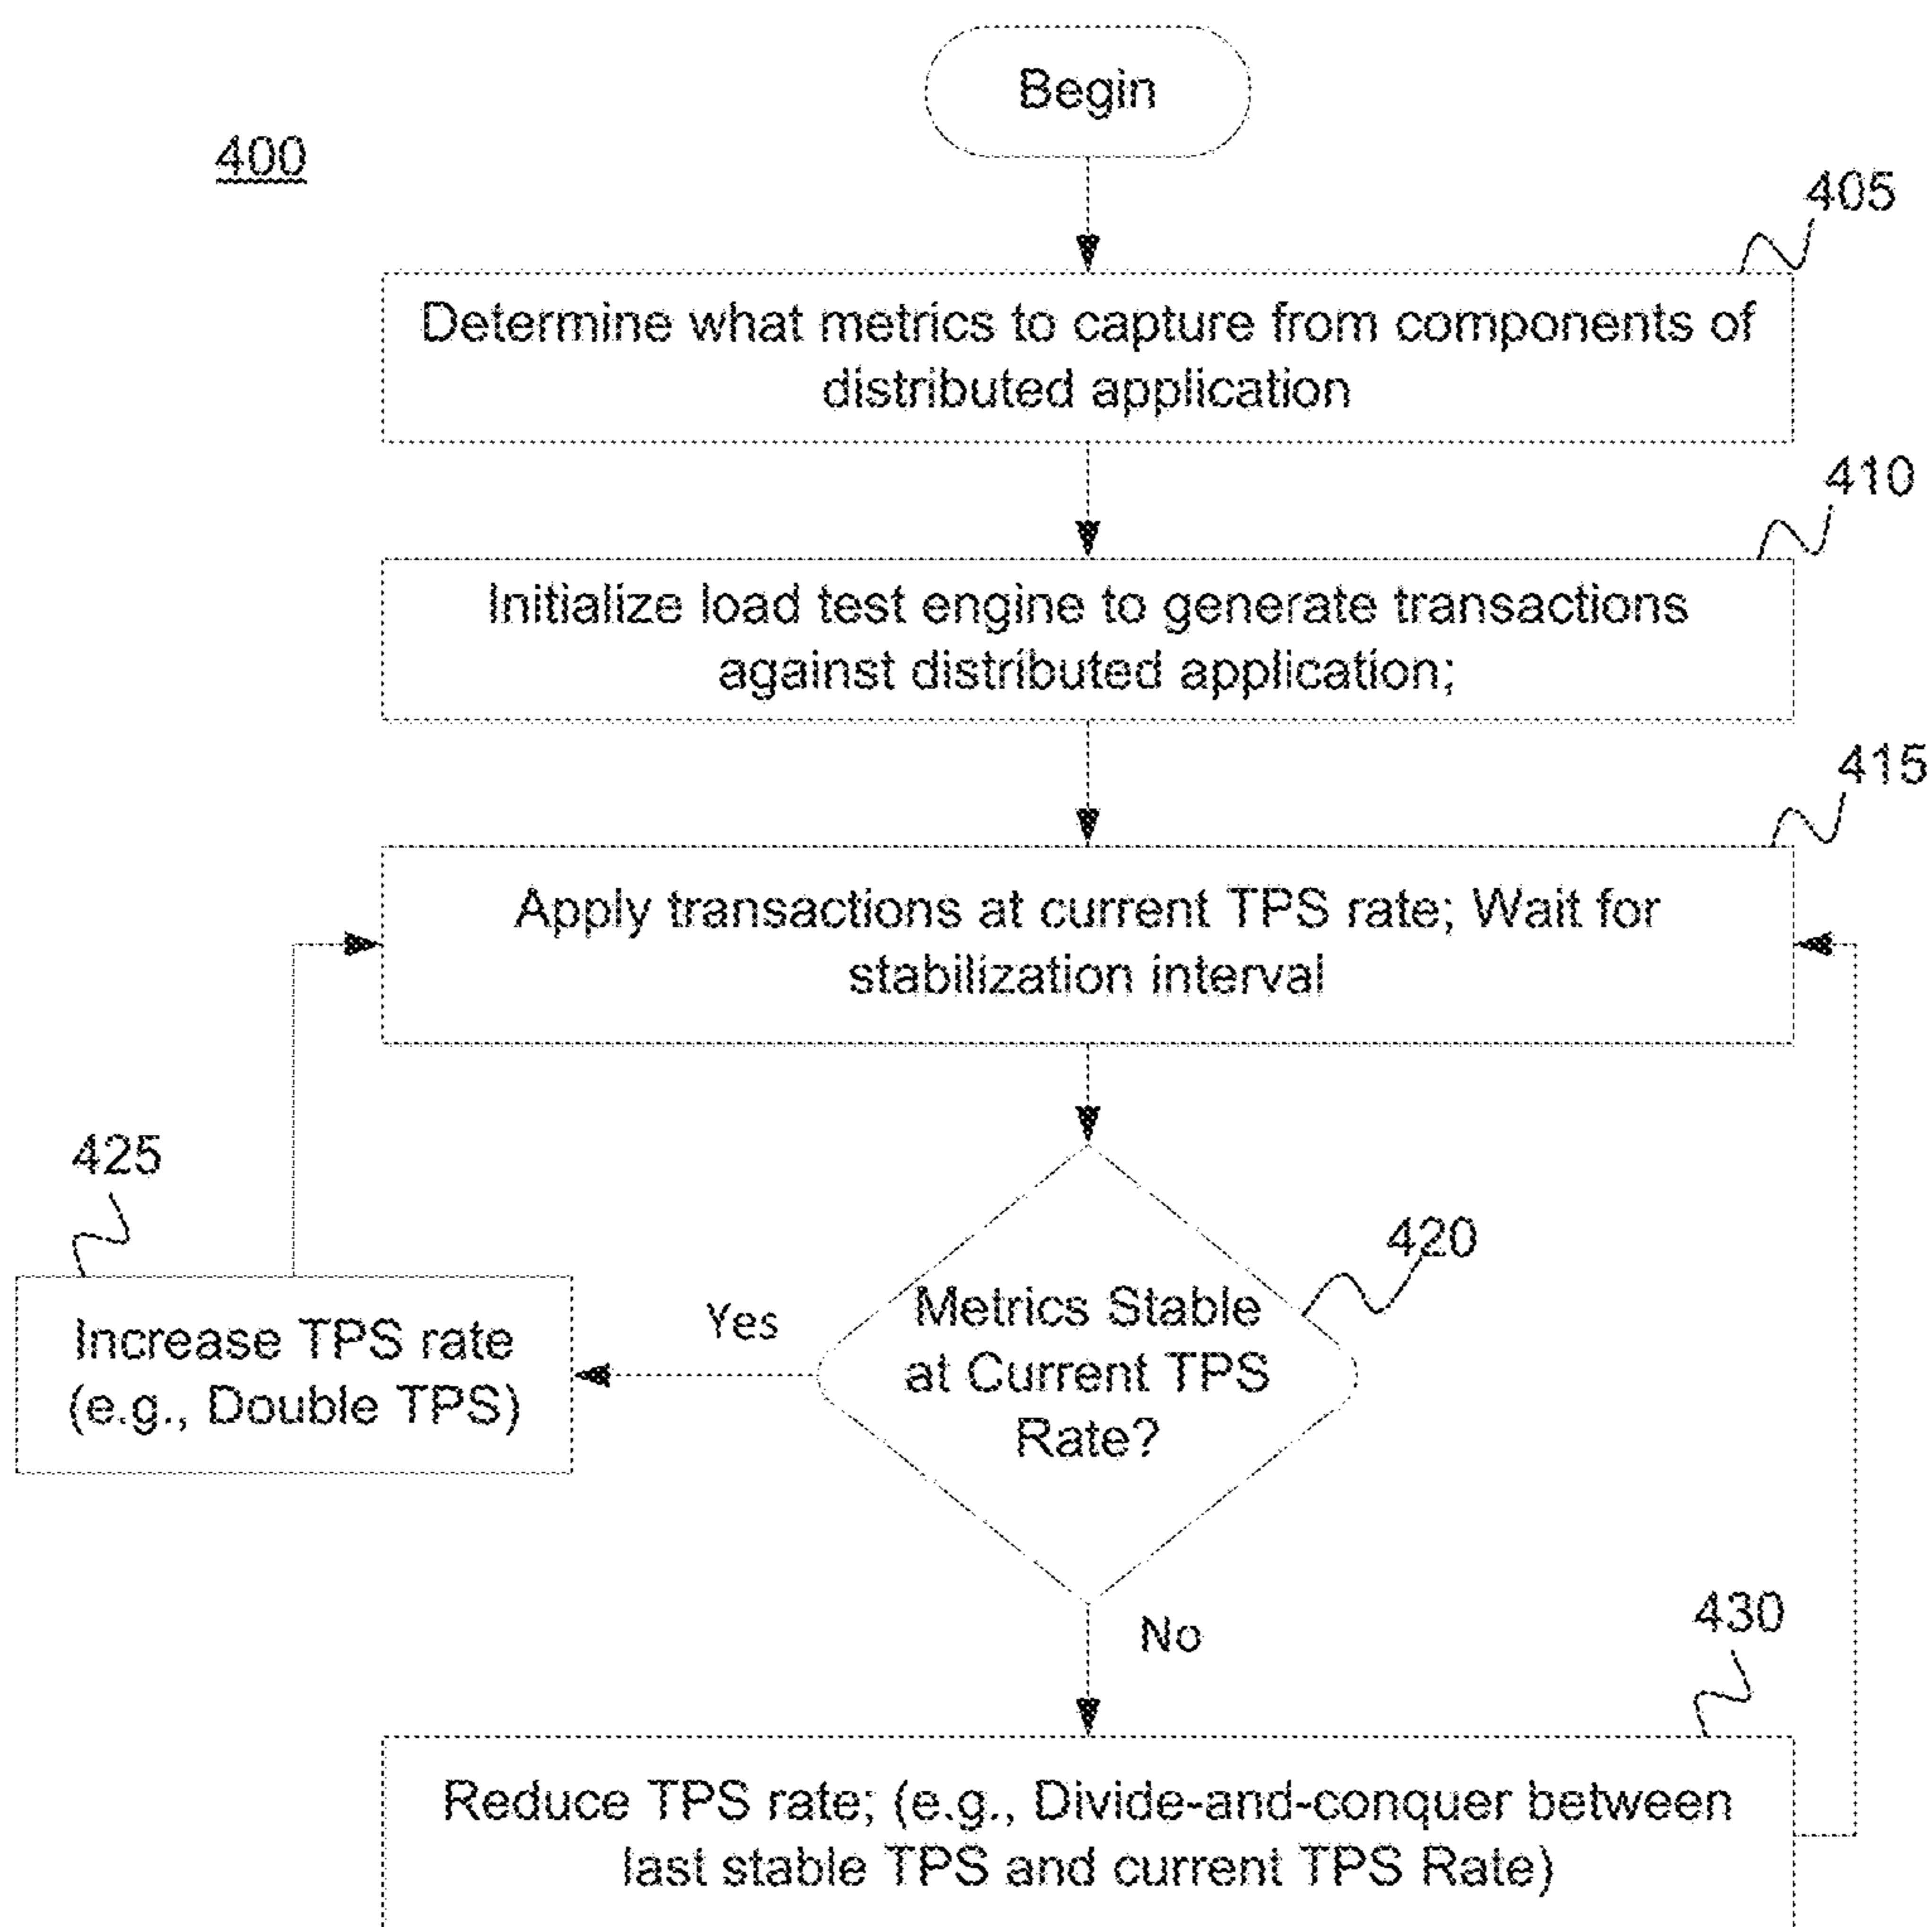 Begin
400
405
Determine what metrics to capture from components of
distributed application
410
Initialize load test engine to generate transactions
against distributed application;
415
Apply transactions at current TPS rate; Wait for
stabilization interval
425
420
Increase TPS rate
(e.g., Double TPS)
Yes
Metrics Stable
at Current TPS
Rate?
No
430
Reduce TPS rate; (e.g., Divide-and-conquer between
last stable TPS and current TPS Rate)